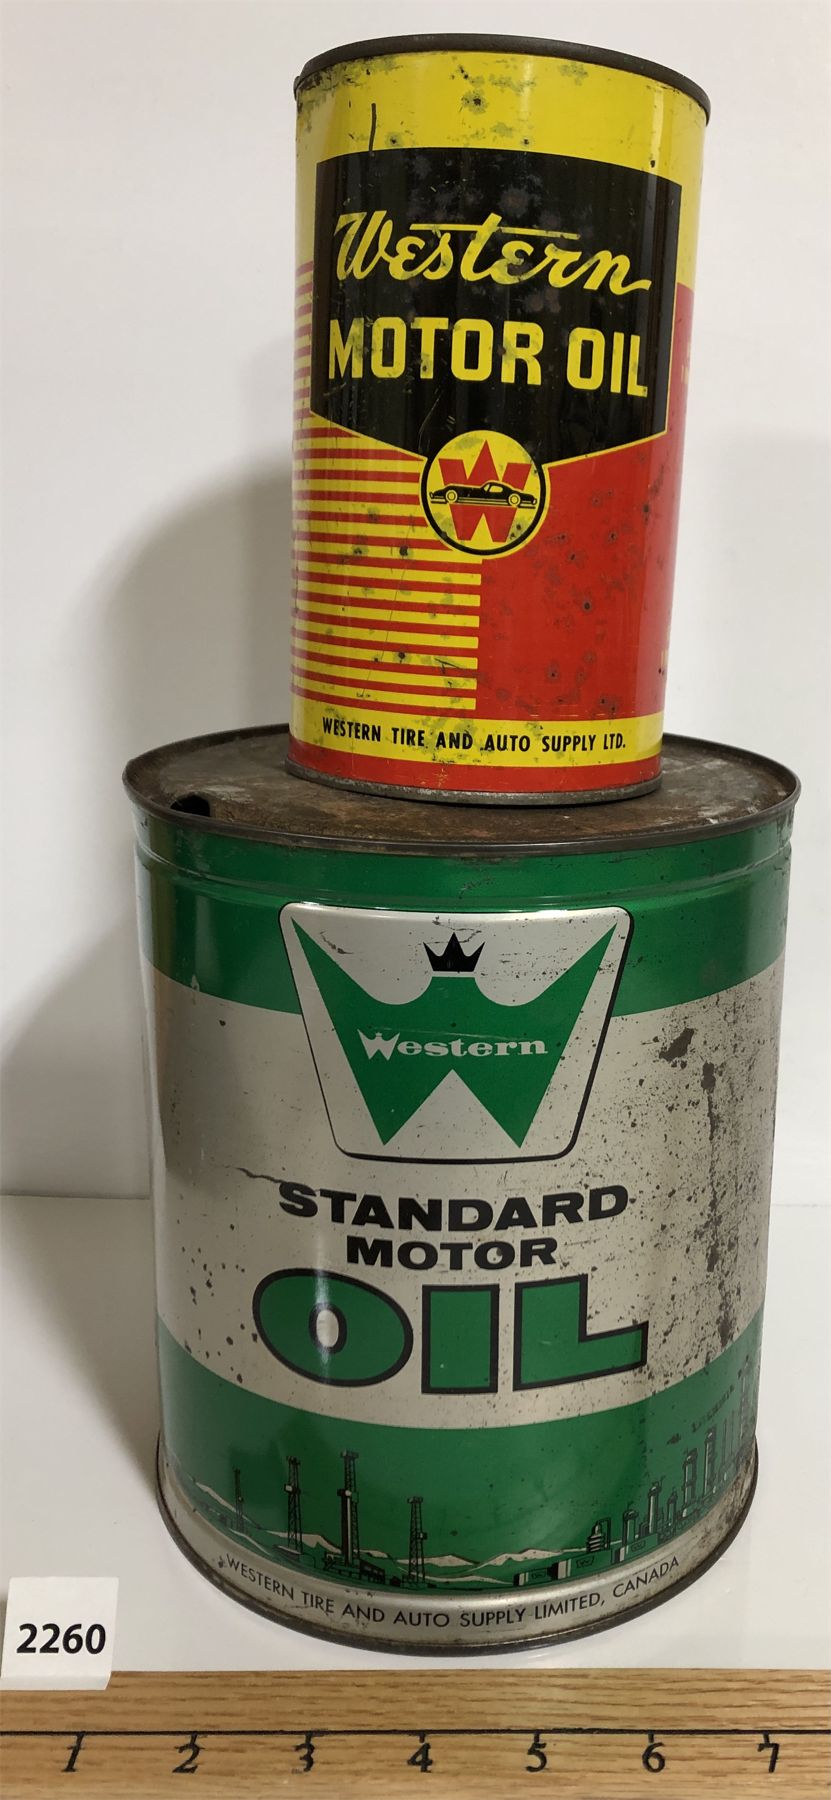 Western
MOTOR OIL
W
WESTERN TIRE AND AUTO SUPPLY LTD.
Western
STANDARD
MOTOR
OIL
WESTERN TIRE AND AUTO SUPPLY LIMITED, CANADA
2260
1 2 3 4 5 6 7